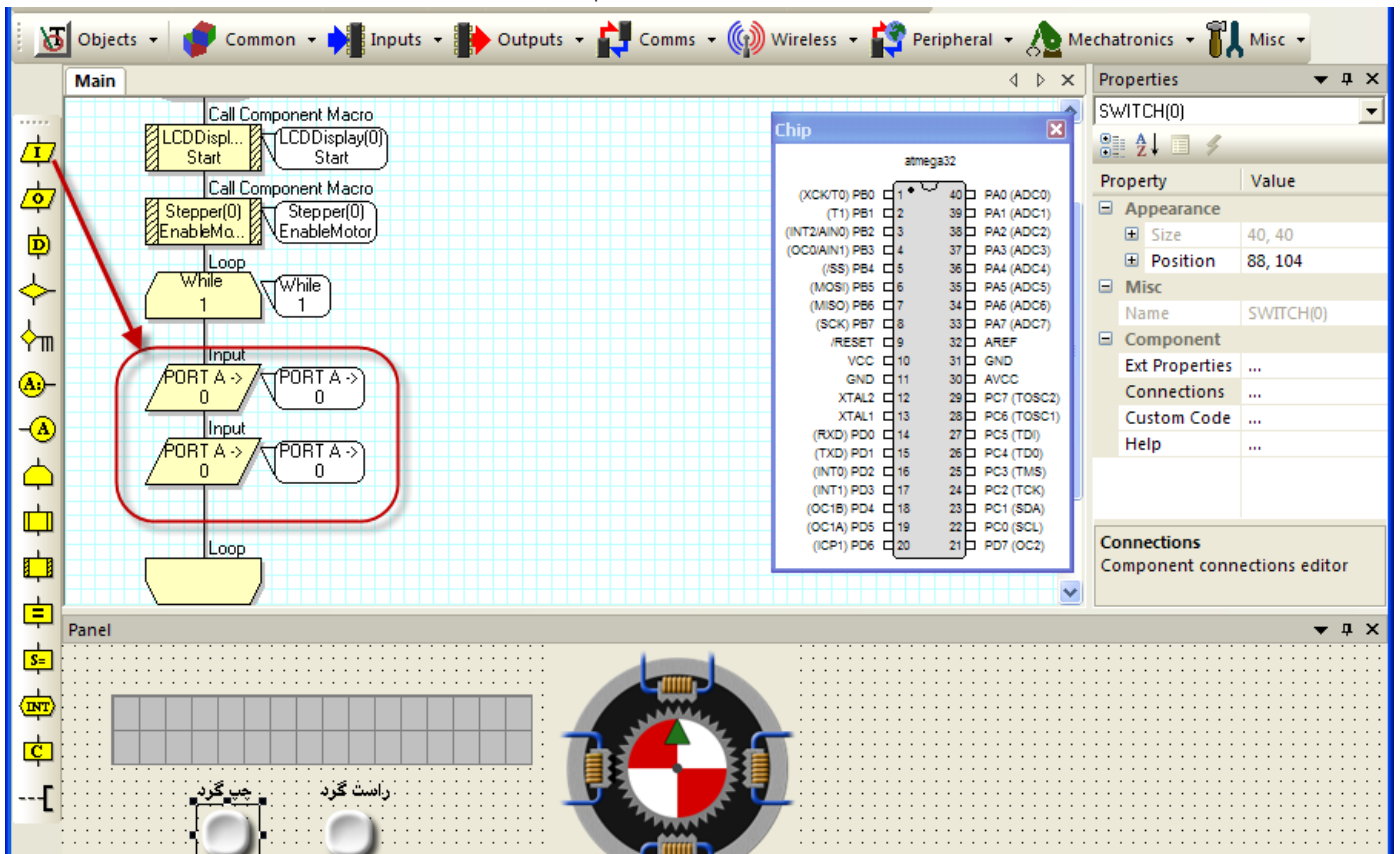 Objects Common Inputs Outputs Comms Wireless Peripheral Mechatronics Misc
Main
Call Component Macro
LCDDispl... LCDDisplay(0)
Start Start
Call Component Macro
Stepper(0) Stepper(0)
EnableMo... EnableMotor
Loop
While While
1 1
Input
PORT A -> PORT A ->
0 0
Input
PORT A -> PORT A ->
0 0
Loop
I
O
D
A:
A
=
S=
INT
C
Chip
atmega32
(XCK/T0) PB0 1 40 PA0 (ADC0)
(T1) PB1 2 39 PA1 (ADC1)
(INT2/AIN0) PB2 3 38 PA2 (ADC2)
(OC0/AIN1) PB3 4 37 PA3 (ADC3)
(/SS) PB4 5 36 PA4 (ADC4)
(MOSI) PB5 6 35 PA5 (ADC5)
(MISO) PB6 7 34 PA6 (ADC6)
(SCK) PB7 8 33 PA7 (ADC7)
/RESET 9 32 AREF
VCC 10 31 GND
GND 11 30 AVCC
XTAL2 12 29 PC7 (TOSC2)
XTAL1 13 28 PC6 (TOSC1)
(RXD) PD0 14 27 PC5 (TDI)
(TXD) PD1 15 26 PC4 (TD0)
(INT0) PD2 16 25 PC3 (TMS)
(INT1) PD3 17 24 PC2 (TCK)
(OC1B) PD4 18 23 PC1 (SDA)
(OC1A) PD5 19 22 PC0 (SCL)
(ICP1) PD6 20 21 PD7 (OC2)
Properties
SWITCH(0)
Property Value
Appearance
Size 40, 40
Position 88, 104
Misc
Name SWITCH(0)
Component
Ext Properties ...
Connections ...
Custom Code ...
Help ...
Connections
Component connections editor
Panel
چپ گرد راست گرد